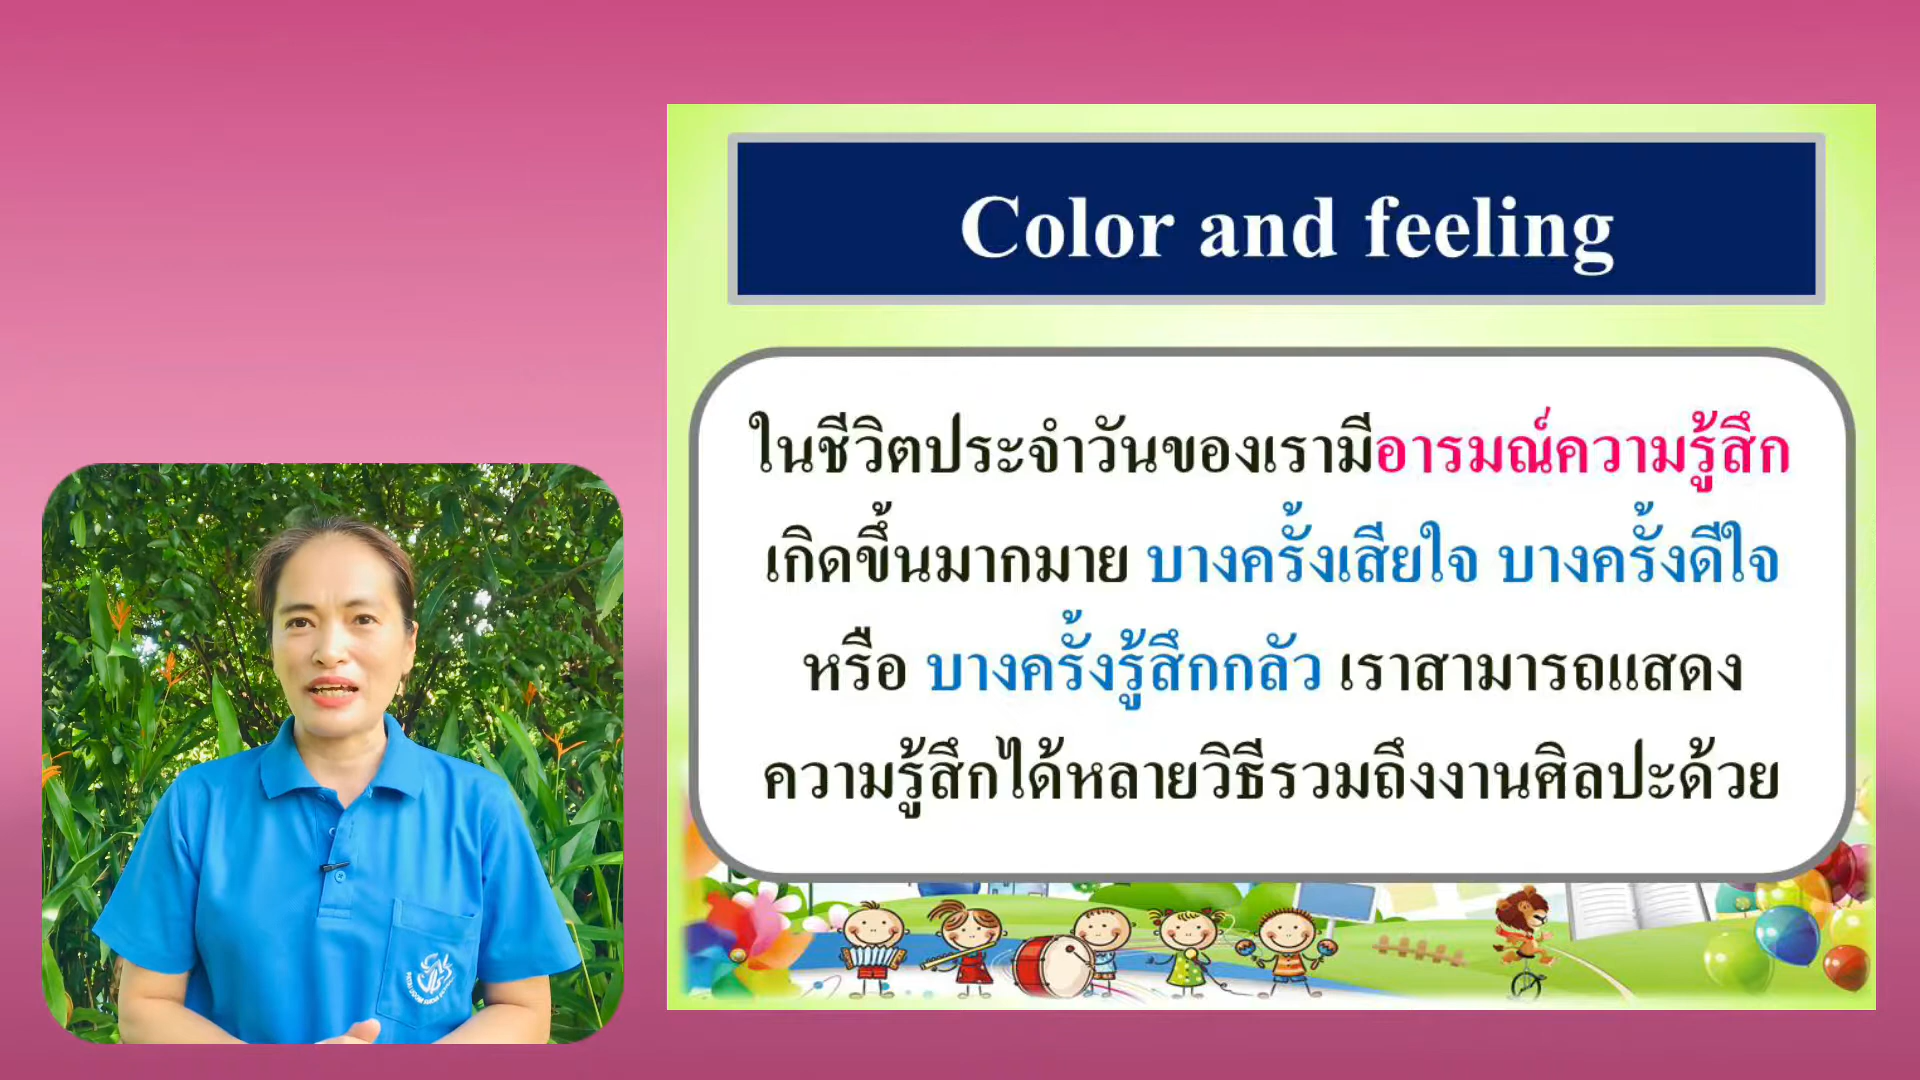 Color and feeling
ในชีวิตประจำวันของเรามีอารมณ์ความรู้สึก
เกิดขึ้นมากมาย บางครั้งเสียใจ บางครั้งดีใจ
หรือ บางครั้งรู้สึกกลัว เราสามารถแสดง
ความรู้สึกได้หลายวิธีรวมถึงงานศิลปะด้วย